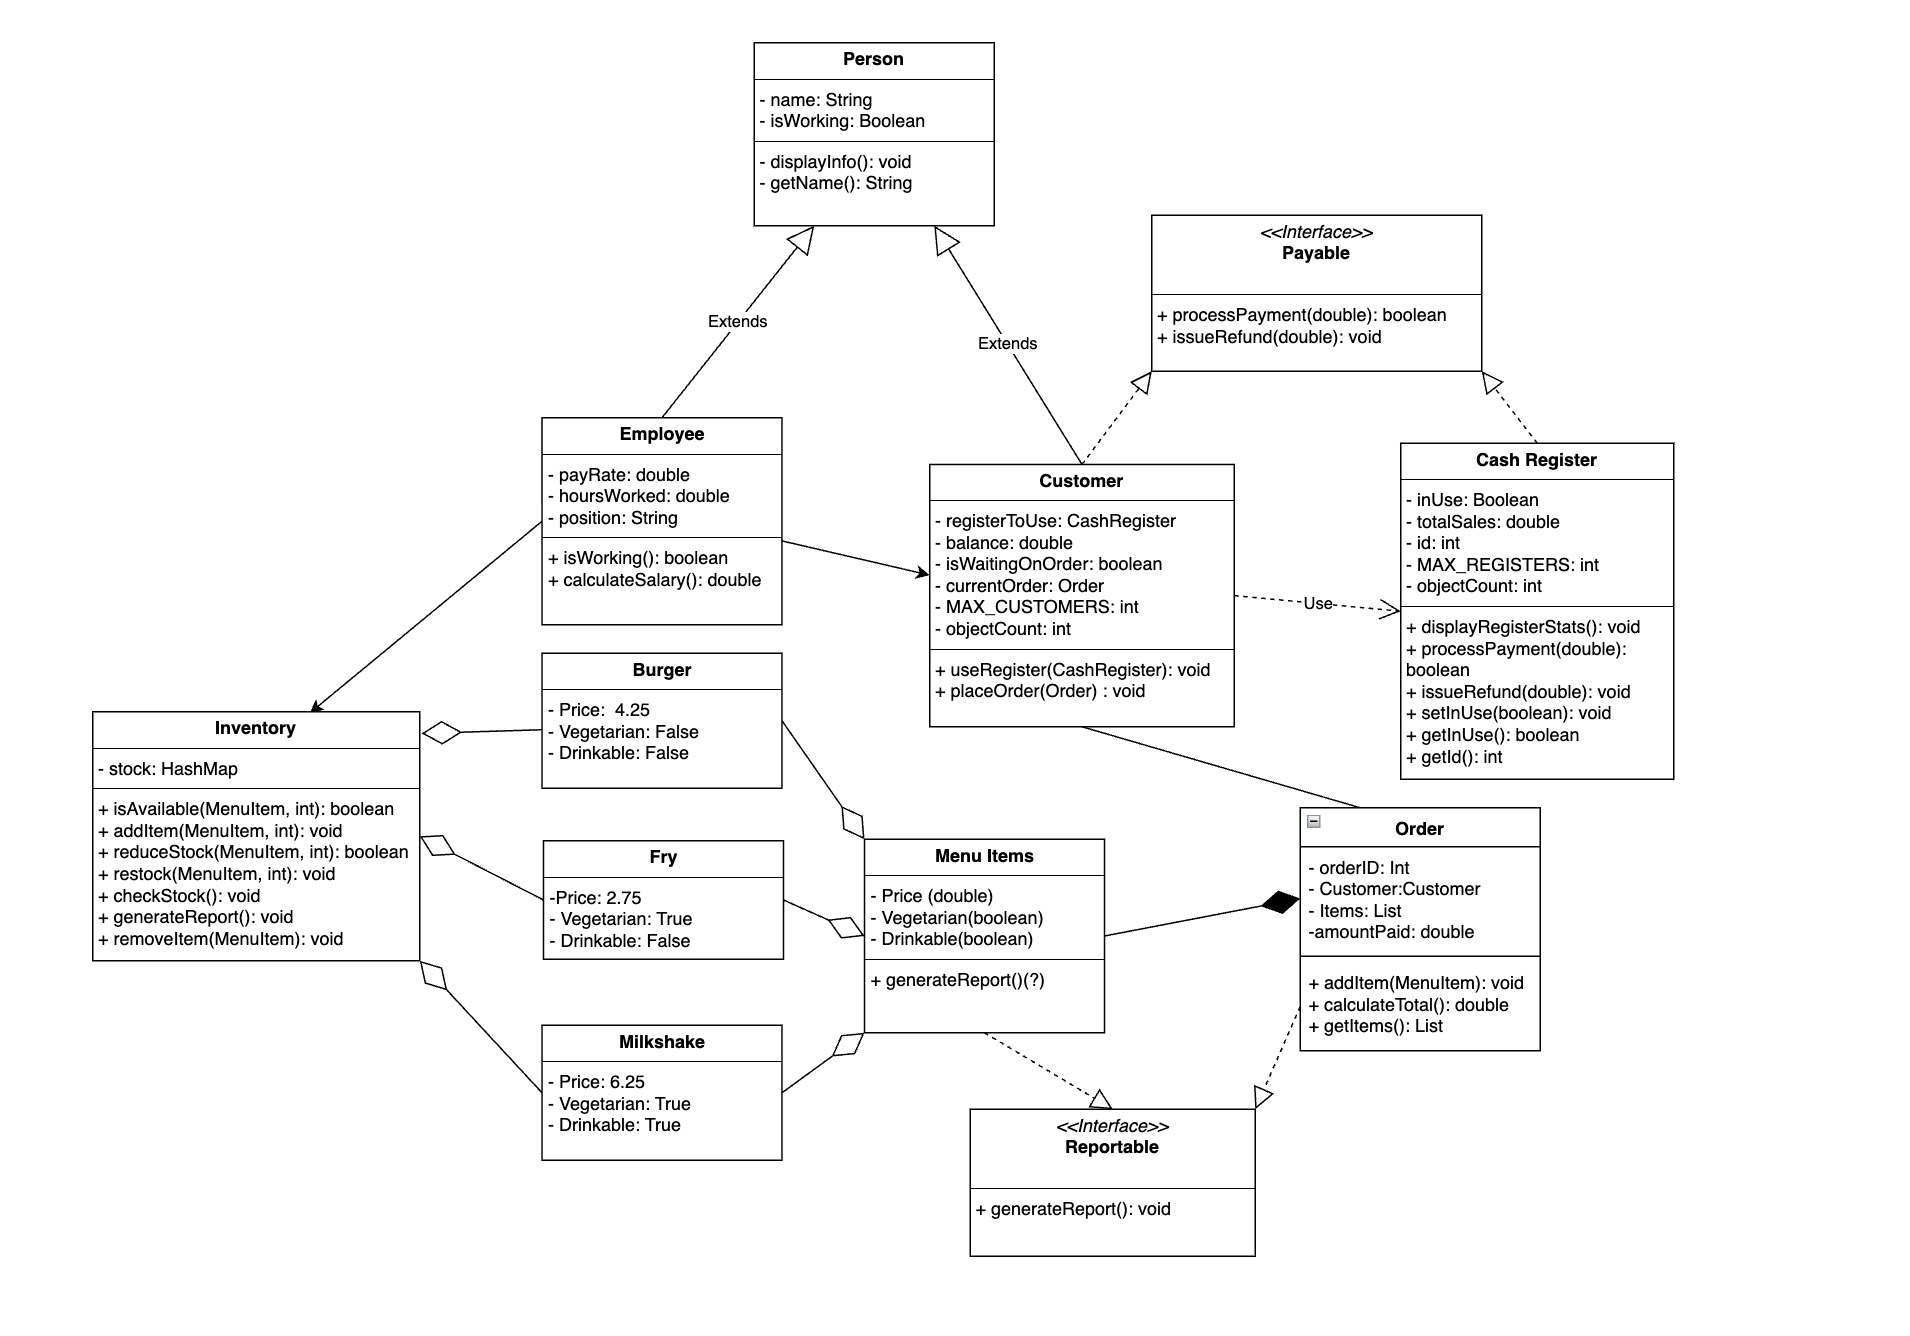 Person
- name: String
- isWorking: Boolean
- displayInfo(): void
- getName(): String
<<Interface>>
Payable
+ processPayment(double): boolean
+ issueRefund(double): void
Extends
Extends
Employee
- payRate: double
- hoursWorked: double
- position: String
+ isWorking(): boolean
+ calculateSalary(): double
Customer
- registerToUse: CashRegister
- balance: double
- isWaitingOnOrder: boolean
- currentOrder: Order
- MAX_CUSTOMERS: int
- objectCount: int
+ useRegister(CashRegister): void
+ placeOrder(Order) : void
Use
Cash Register
- inUse: Boolean
- totalSales: double
- id: int
- MAX_REGISTERS: int
- objectCount: int
+ displayRegisterStats(): void
+ processPayment(double):
boolean
+ issueRefund(double): void
+ setInUse(boolean): void
+ getInUse(): boolean
+ getId(): int
Inventory
- stock: HashMap
+ isAvailable(MenuItem, int): boolean
+ addItem(MenuItem, int): void
+ reduceStock(MenuItem, int): boolean
+ restock(MenuItem, int): void
+ checkStock(): void
+ generateReport(): void
+ removeItem(MenuItem): void
Burger
- Price:  4.25
- Vegetarian: False
- Drinkable: False
Fry
-Price: 2.75
- Vegetarian: True
- Drinkable: False
Milkshake
- Price: 6.25
- Vegetarian: True
- Drinkable: True
Menu Items
- Price (double)
- Vegetarian(boolean)
- Drinkable(boolean)
+ generateReport()(?)
Order
- orderID: Int
- Customer:Customer
- Items: List
-amountPaid: double
+ addItem(MenuItem): void
+ calculateTotal(): double
+ getItems(): List
<<Interface>>
Reportable
+ generateReport(): void